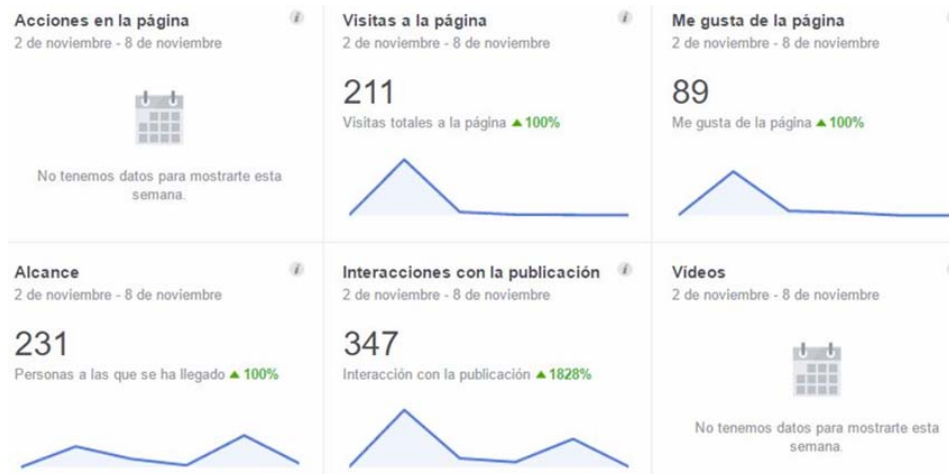 Acciones en la página
2 de noviembre - 8 de noviembre
No tenemos datos para mostrarte esta
semana.
Visitas a la página
2 de noviembre - 8 de noviembre
211
Visitas totales a la página ▲ 100%
Me gusta de la página
2 de noviembre - 8 de noviembre
89
Me gusta de la página ▲ 100%
Alcance
2 de noviembre - 8 de noviembre
231
Personas a las que se ha llegado ▲ 100%
Interacciones con la publicación
2 de noviembre - 8 de noviembre
347
Interacción con la publicación ▲ 1828%
Vídeos
2 de noviembre - 8 de noviembre
No tenemos datos para mostrarte esta
semana.